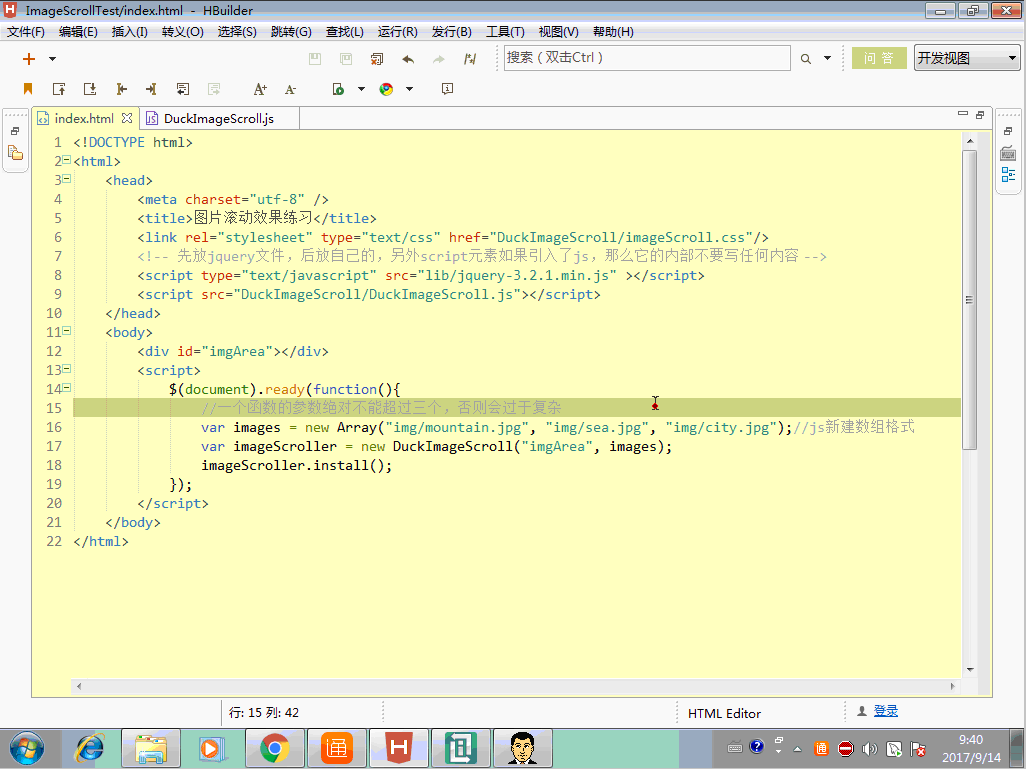 ImageScrollTest/index.html - HBuilder
文件(F) 编辑(E) 插入(I) 转义(O) 选择(S) 跳转(G) 查找(L) 运行(R) 发行(B) 工具(T) 视图(V) 帮助(H)
搜索（双击Ctrl）
问 答
开发视图
index.html DuckImageScroll.js
1 <!DOCTYPE html>
2 <html>
3 <head>
4 <meta charset="utf-8" />
5 <title>图片滚动效果练习</title>
6 <link rel="stylesheet" type="text/css" href="DuckImageScroll/imageScroll.css"/>
7 <!-- 先放jquery文件，后放自己的，另外script元素如果引入了js，那么它的内部不要写任何内容 -->
8 <script type="text/javascript" src="lib/jquery-3.2.1.min.js" ></script>
9 <script src="DuckImageScroll/DuckImageScroll.js"></script>
10 </head>
11 <body>
12 <div id="imgArea"></div>
13 <script>
14 $(document).ready(function(){
15 //一个函数的参数绝对不能超过三个，否则会过于复杂
16 var images = new Array("img/mountain.jpg", "img/sea.jpg", "img/city.jpg");//js新建数组格式
17 var imageScroller = new DuckImageScroll("imgArea", images);
18 imageScroller.install();
19 });
20 </script>
21 </body>
22 </html>
行: 15 列: 42
HTML Editor
登录
9:40
2017/9/14